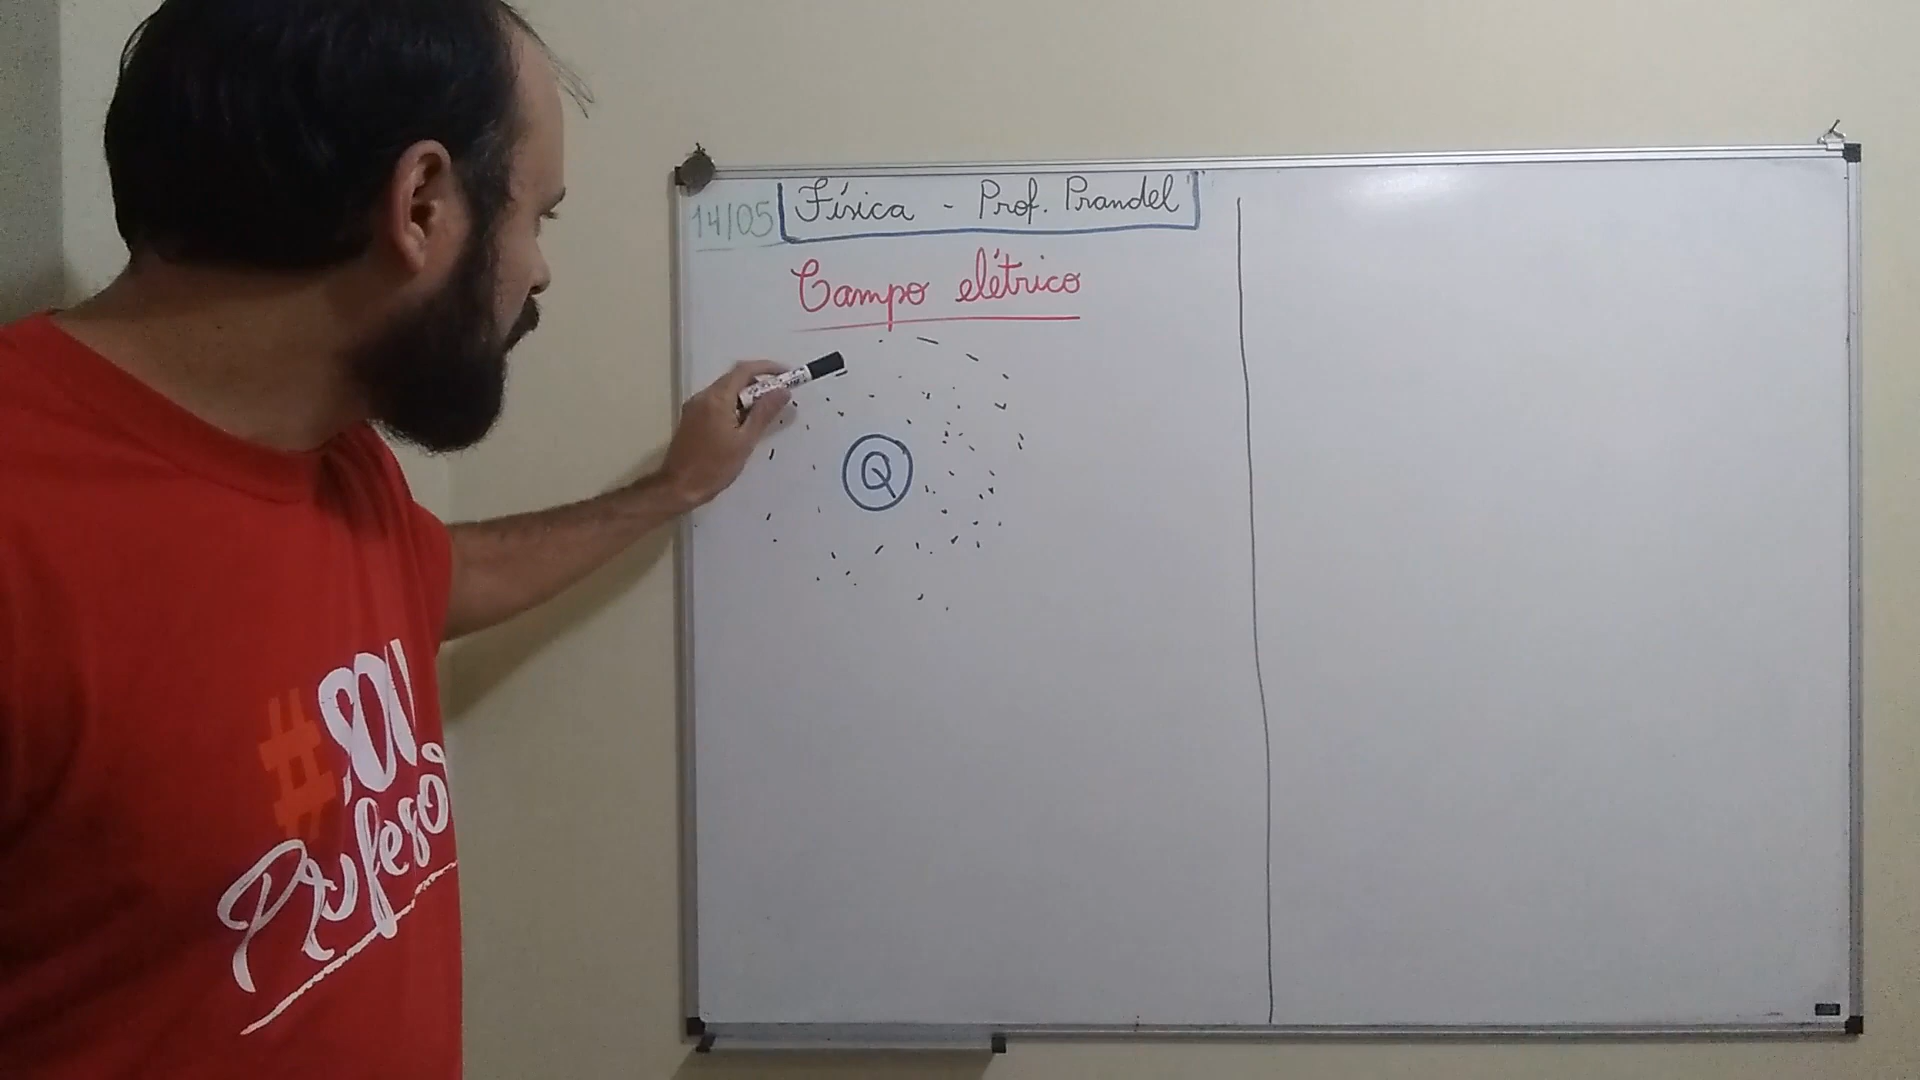 14/05 Física - Prof. Prandel
Campo elétrico
Q
#SOU
Professor